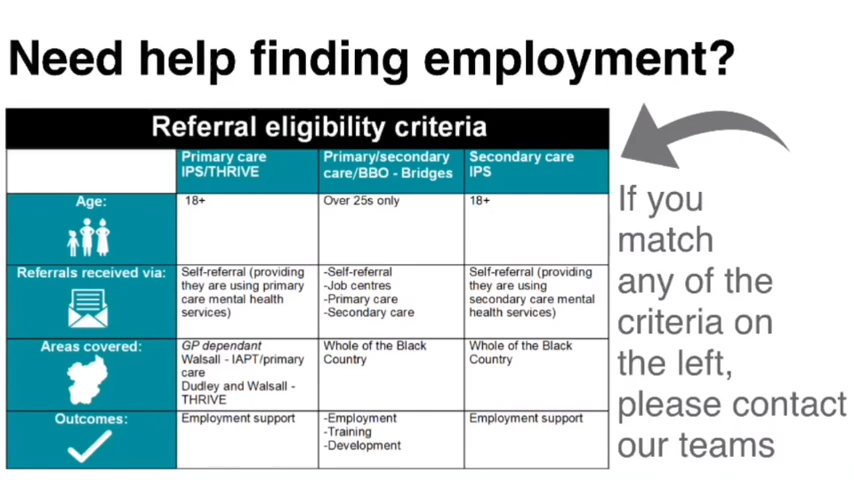 Need help finding employment?
Referral eligibility criteria
Primary care
IPS/THRIVE
Primary/secondary
care/BBO - Bridges
Secondary care
IPS
Age:
18+
Over 25s only
18+
Referrals received via:
Self-referral (providing
they are using primary
care mental health
services)
-Self-referral
-Job centres
-Primary care
-Secondary care
Self-referral (providing
they are using
secondary care mental
health services)
Areas covered:
GP dependant
Walsall - IAPT/primary
care
Dudley and Walsall -
THRIVE
Whole of the Black
Country
Whole of the Black
Country
Outcomes:
Employment support
-Employment
-Training
-Development
Employment support
If you
match
any of the
criteria on
the left,
please contact
our teams